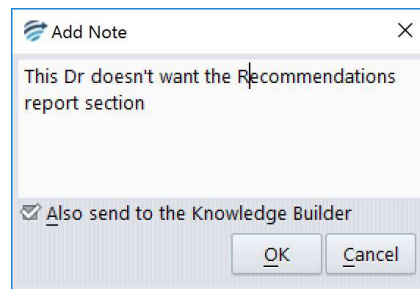 Add Note
This Dr doesn't want the Recommendations
report section
Also send to the Knowledge Builder
OK Cancel